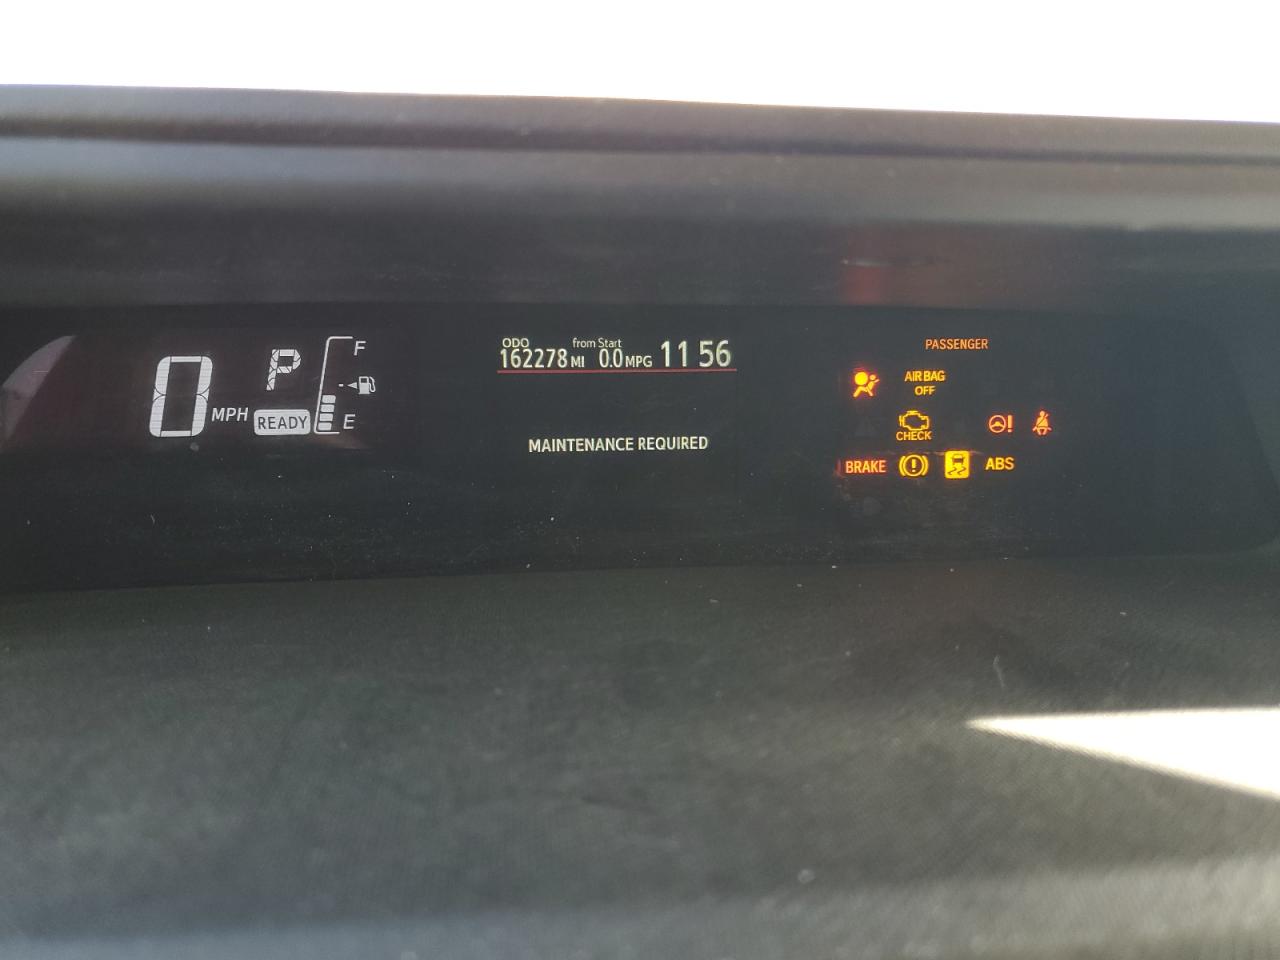 0 MPH
P
READY
F
E
ODO from Start
162278 MI 0.0 MPG 11 56
MAINTENANCE REQUIRED
PASSENGER
AIR BAG
OFF
CHECK
BRAKE ABS